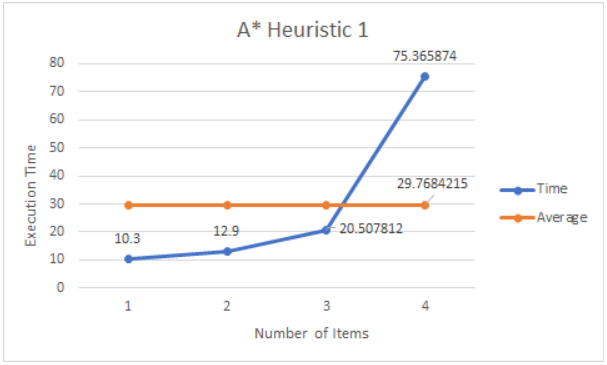 A* Heuristic 1
75.365874
80
70
60
50
40
30
20
10
0
29.7684215
20.507812
12.9
10.3
Execution Time
1 2 3 4
Number of Items
Time
Average